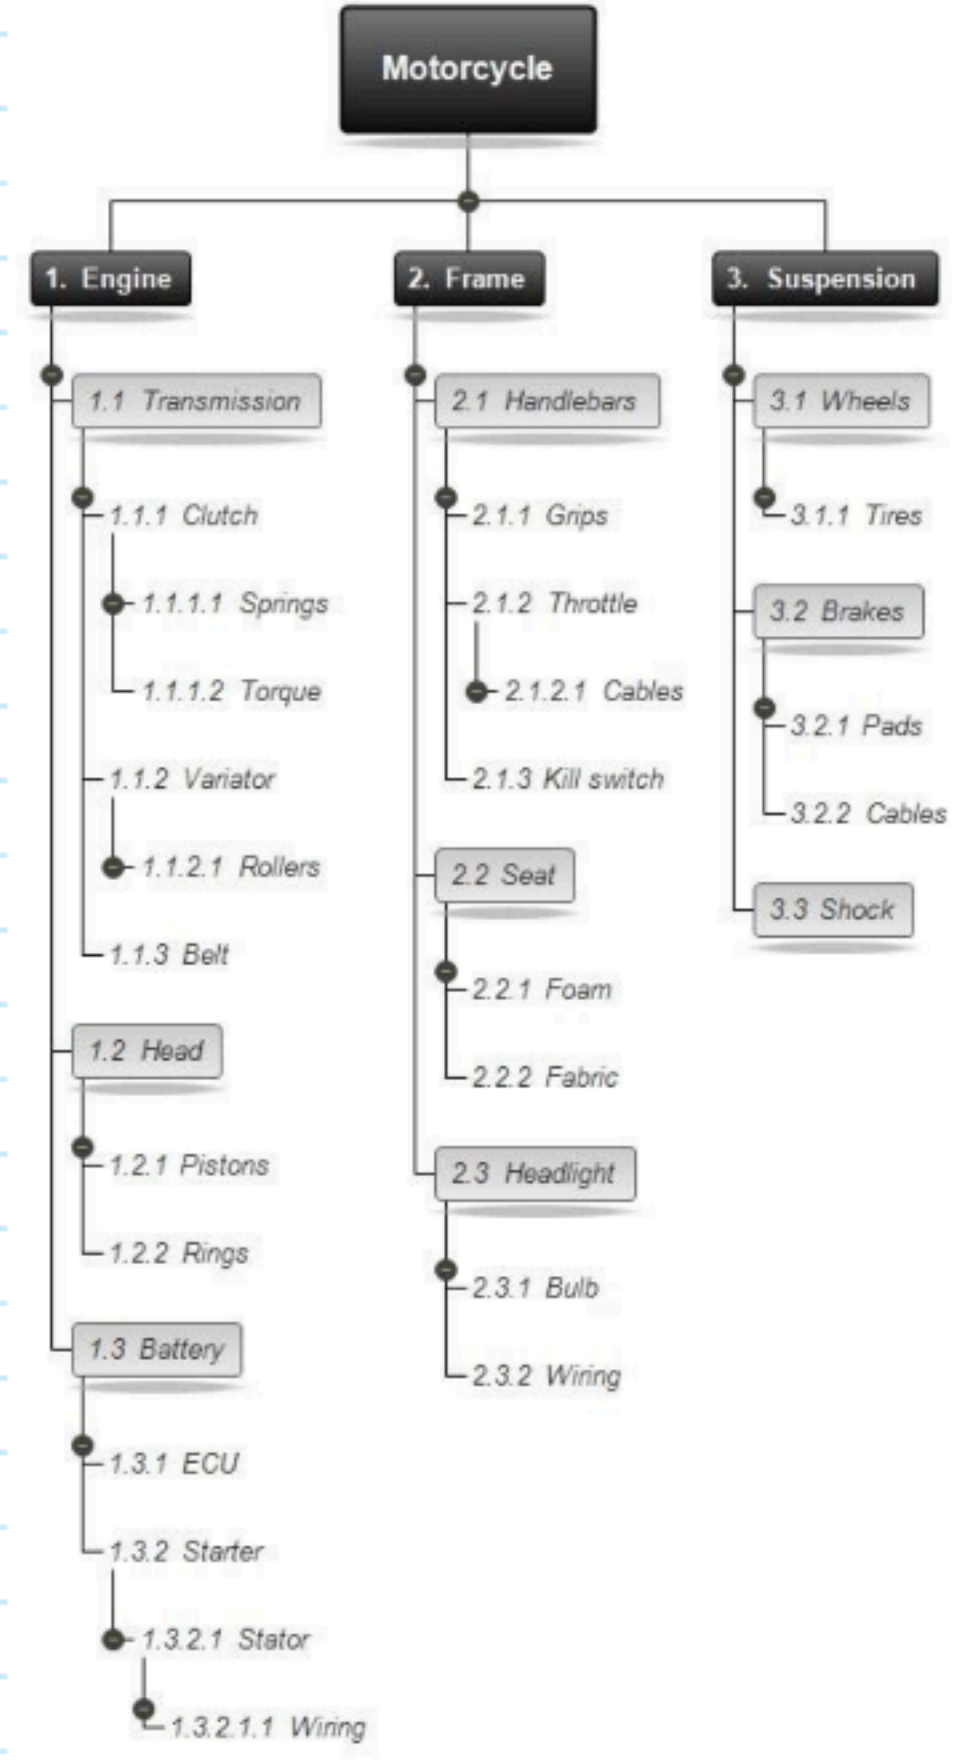 Motorcycle
1. Engine
1.1 Transmission
1.1.1 Clutch
1.1.1.1 Springs
1.1.1.2 Torque
1.1.2 Variator
1.1.2.1 Rollers
1.1.3 Belt
1.2 Head
1.2.1 Pistons
1.2.2 Rings
1.3 Battery
1.3.1 ECU
1.3.2 Starter
1.3.2.1 Stator
1.3.2.1.1 Wiring
2. Frame
2.1 Handlebars
2.1.1 Grips
2.1.2 Throttle
2.1.2.1 Cables
2.1.3 Kill switch
2.2 Seat
2.2.1 Foam
2.2.2 Fabric
2.3 Headlight
2.3.1 Bulb
2.3.2 Wiring
3. Suspension
3.1 Wheels
3.1.1 Tires
3.2 Brakes
3.2.1 Pads
3.2.2 Cables
3.3 Shock